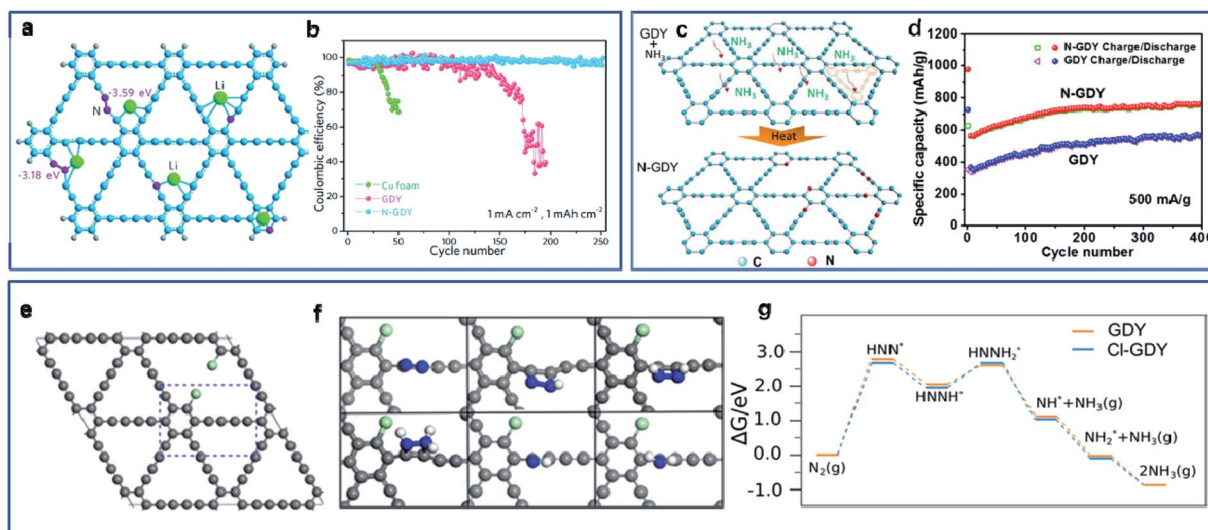 a
-3.59 eV
Li
N
Li
-3.18 eV
b
Coulombic efficiency (%)
100
80
60
40
20
0
Cu foam
GDY
N-GDY
1 mA cm⁻² , 1 mAh cm⁻²
0
50
100
150
200
250
Cycle number
c
GDY
+
NH₃
NH₃
NH₃
NH₃
NH₃
NH₃
NH₃
Heat
N-GDY
C
N
d
Specific capacity (mAh/g)
1200
1000
800
600
400
200
0
N-GDY Charge/Discharge
GDY Charge/Discharge
N-GDY
GDY
500 mA/g
0
100
200
300
400
Cycle number
e
f
g
ΔG/eV
3.0
2.0
1.0
0.0
-1.0
GDY
Cl-GDY
N₂(g)
HNN*
HNNH*
HNNH₂*
NH*+NH₃(g)
NH₂*+NH₃(g)
2NH₃(g)